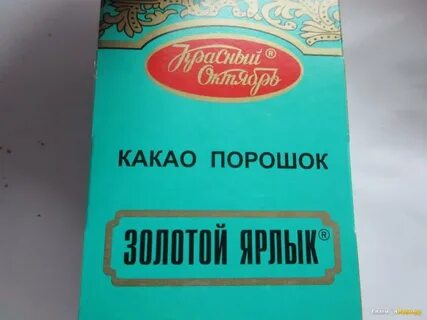 Красный®
Октябрь
КАКАО ПОРОШОК
ЗОЛОТОЙ ЯРЛЫК®